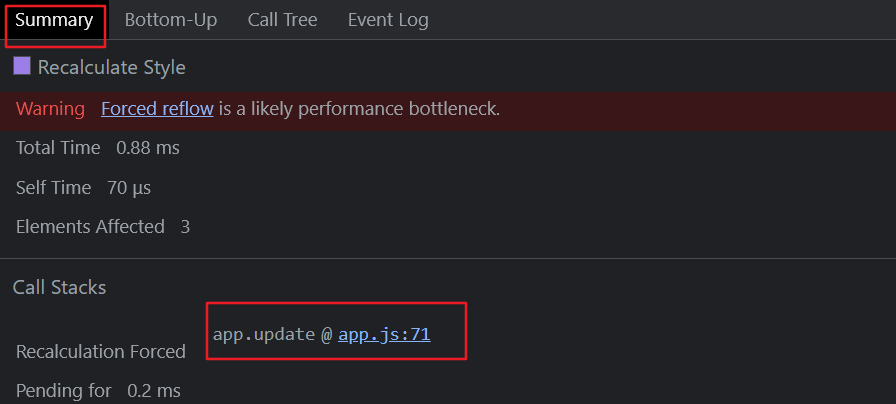 Summary Bottom-Up Call Tree Event Log
Recalculate Style
Warning Forced reflow is a likely performance bottleneck.
Total Time 0.88 ms
Self Time 70 μs
Elements Affected 3
Call Stacks
app.update @ app.js:71
Recalculation Forced
Pending for 0.2 ms